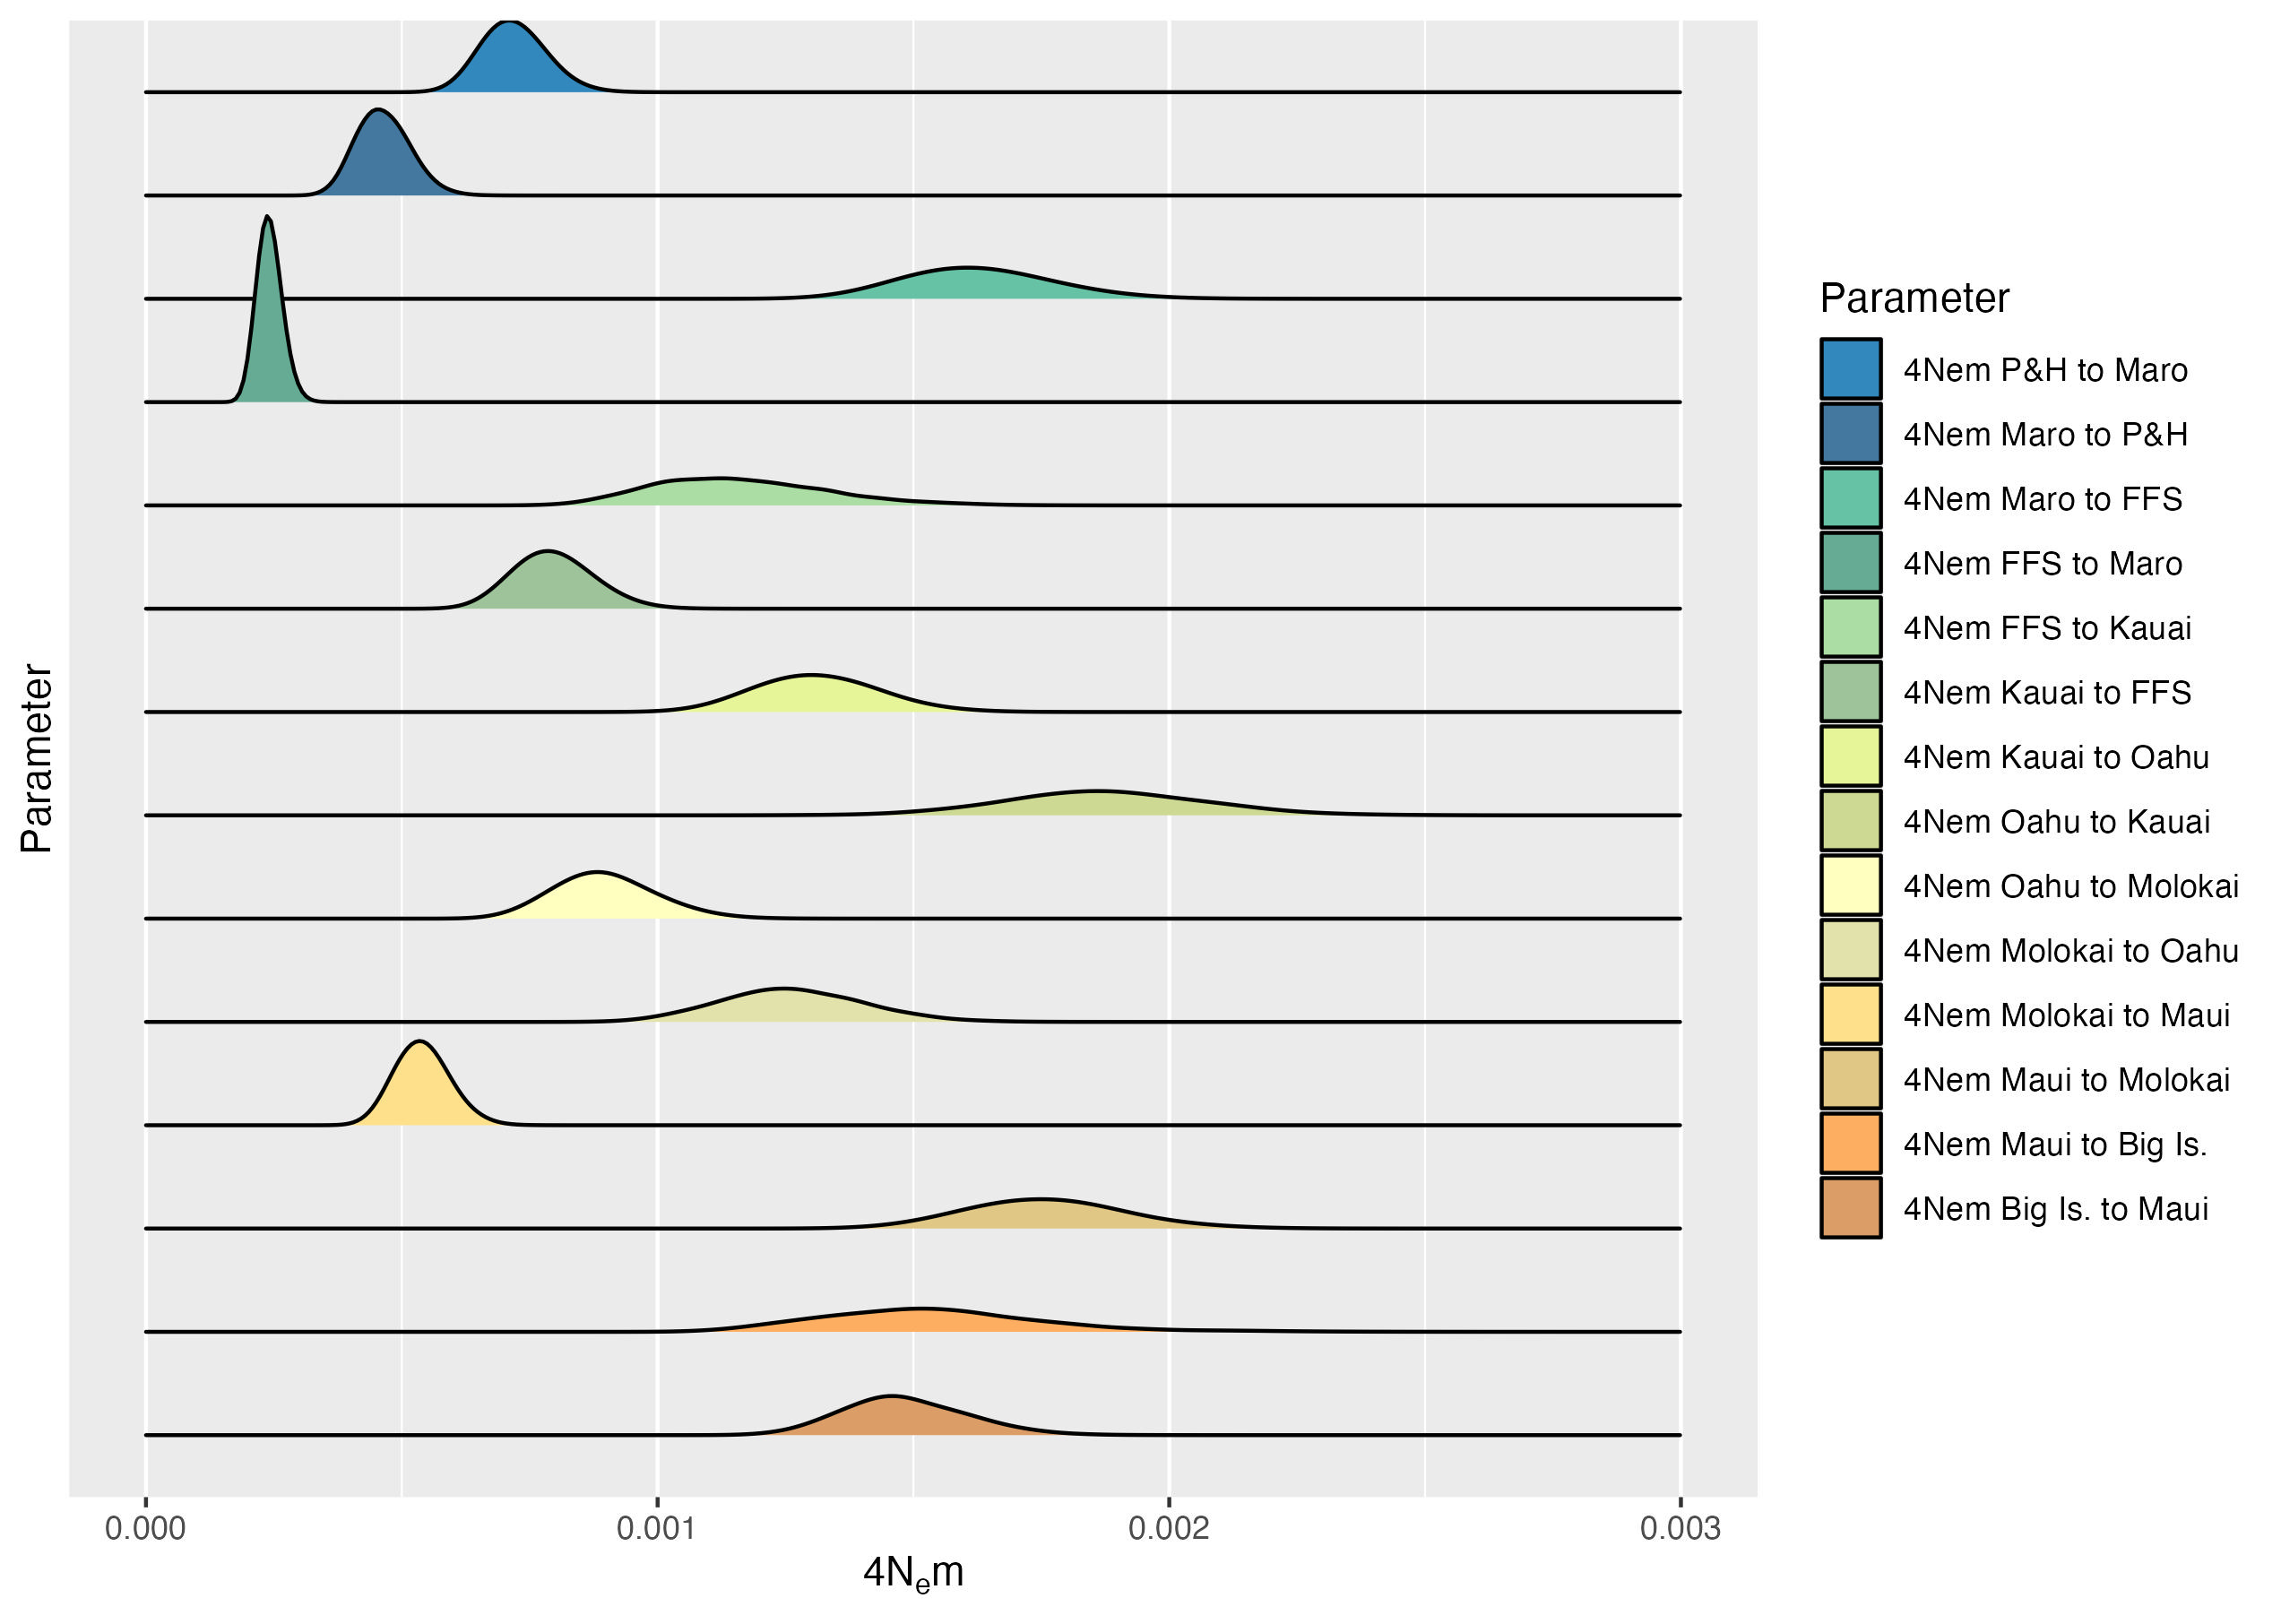 Parameter
4Nem P&H to Maro
4Nem Maro to P&H
4Nem Maro to FFS
4Nem FFS to Maro
4Nem FFS to Kauai
4Nem Kauai to FFS
4Nem Kauai to Oahu
4Nem Oahu to Kauai
4Nem Oahu to Molokai
4Nem Molokai to Oahu
4Nem Molokai to Maui
4Nem Maui to Molokai
4Nem Maui to Big Is.
4Nem Big Is. to Maui
Parameter
0.000 0.001 0.002 0.003
4Nₑm